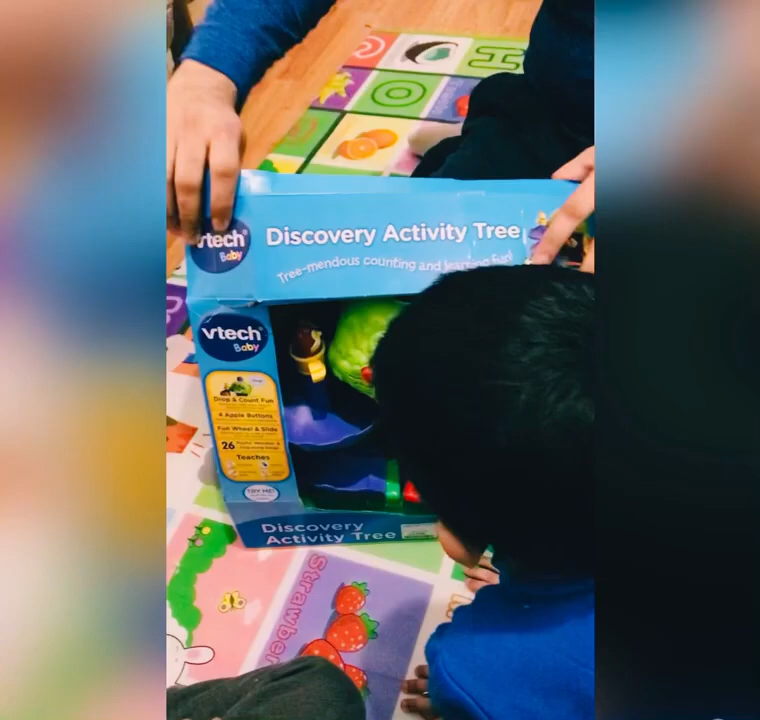 H
O
vtech
Baby
Discovery Activity Tree
Tree-mendous counting and learning fun!
vtech
Baby
Drop & Count Fun
4 Apple Buttons
Fun Wheel & Slide
26
Teaches
TRY ME!
Discovery
Activity Tree
Strawber